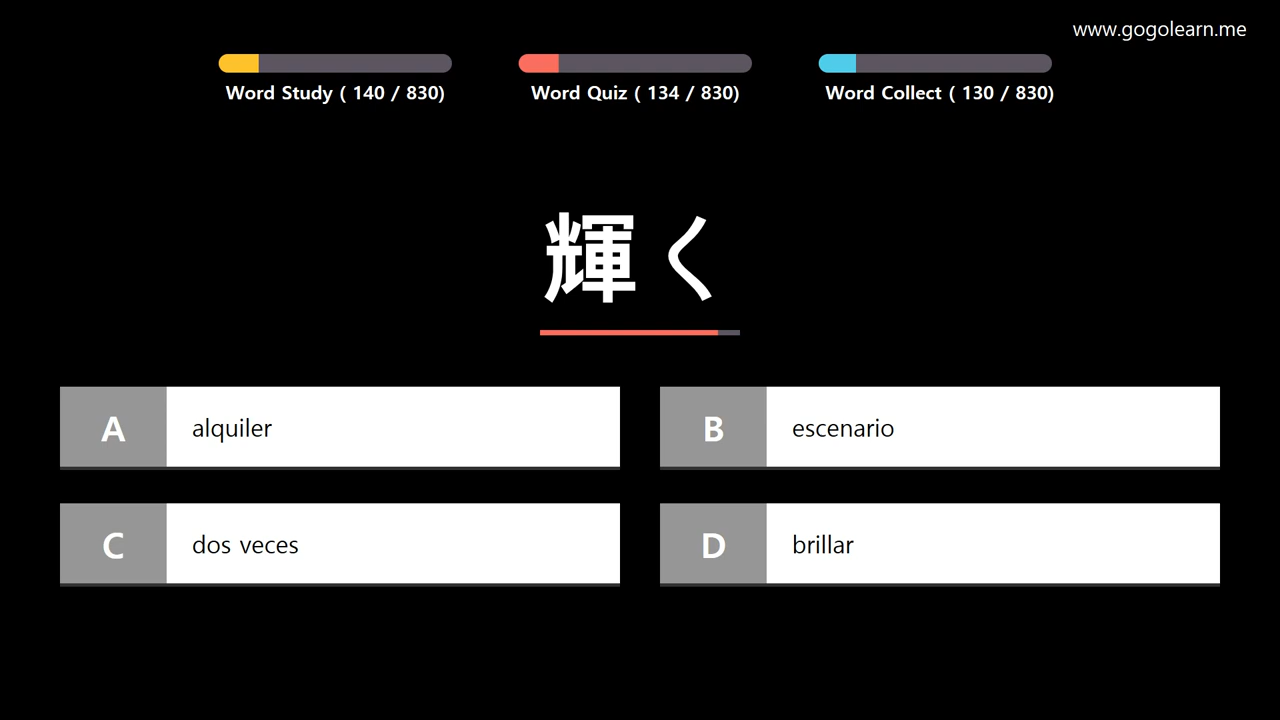 www.gogolearn.me
Word Study ( 140 / 830)
Word Quiz ( 134 / 830)
Word Collect ( 130 / 830)
輝く
A alquiler
B escenario
C dos veces
D brillar